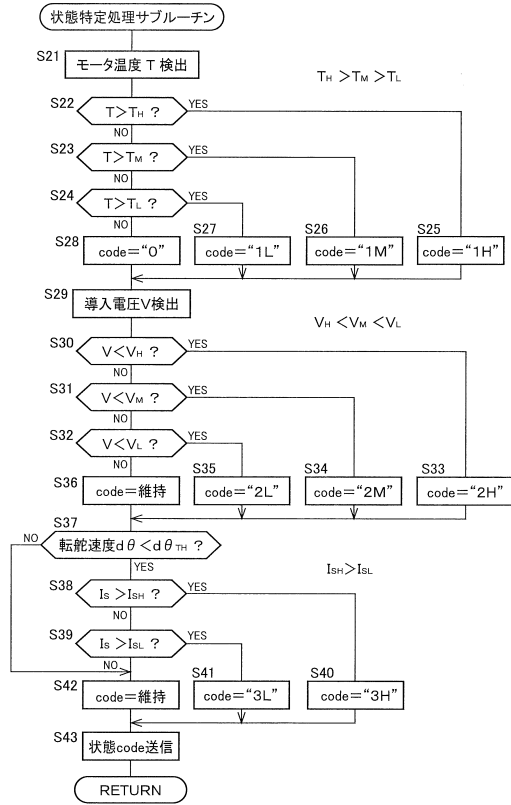 状態特定処理サブルーチン
S21
モータ温度 T 検出
TH >TM >TL
S22
T>TH ?
YES
NO
S23
T>TM ?
YES
NO
S24
T>TL ?
YES
NO
S28
code=“0”
S27
code=“1L”
S26
code=“1M”
S25
code=“1H”
S29
導入電圧V検出
VH <VM <VL
S30
V<VH ?
YES
NO
S31
V<VM ?
YES
NO
S32
V<VL ?
YES
NO
S36
code=維持
S35
code=“2L”
S34
code=“2M”
S33
code=“2H”
S37
NO
転舵速度dθ<dθTH ?
YES
ISH>ISL
S38
IS >ISH ?
YES
NO
S39
IS >ISL ?
YES
NO
S42
code=維持
S41
code=“3L”
S40
code=“3H”
S43
状態code送信
RETURN